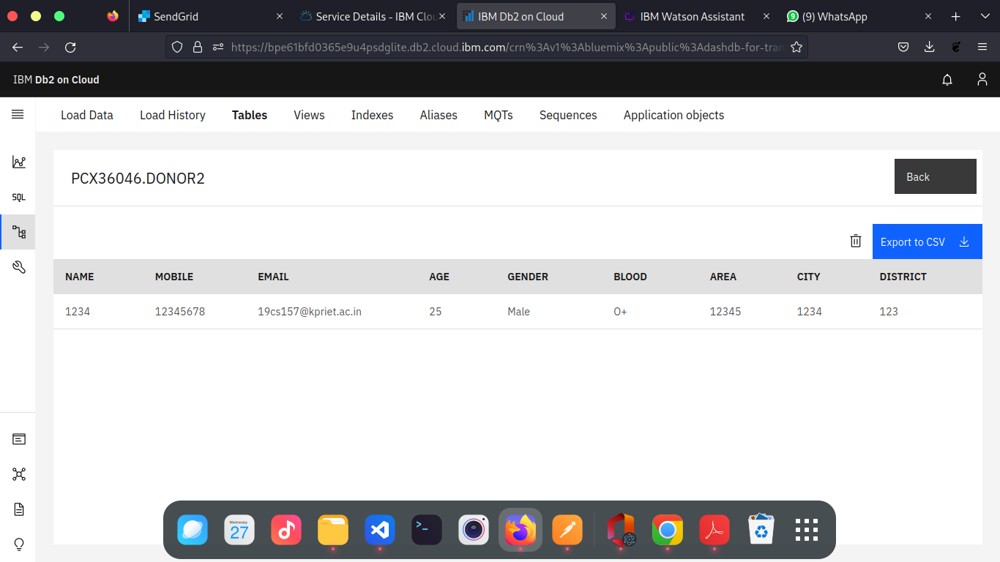 SendGrid
Service Details - IBM Clou
IBM Db2 on Cloud
IBM Watson Assistant
9 (9) WhatsApp
https://bpe61bfd0365e9u4psdglite.db2.cloud.ibm.com/crn%3Av1%3Abluemix%3Apublic%3Adashdb-for-tran
IBM Db2 on Cloud
Load Data Load History Tables Views Indexes Aliases MQTs Sequences Application objects
SQL
PCX36046.DONOR2
Back
Export to CSV
NAME MOBILE EMAIL AGE GENDER BLOOD AREA CITY DISTRICT
1234 12345678 19cs157@kpriet.ac.in 25 Male O+ 12345 1234 123
Wednesday
27
>_